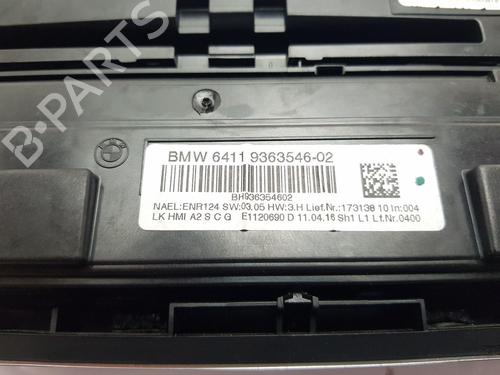 B-PARTS
BMW 6411 9363546-02
BH936354602
NAEL:ENR124 SW:03.05 HW:3.H Lief.Nr.:173138 10 In:004
LK HMI A2 S C G E1120690 D 11.04.16 Sh1 L1 Lf.Nr.0400